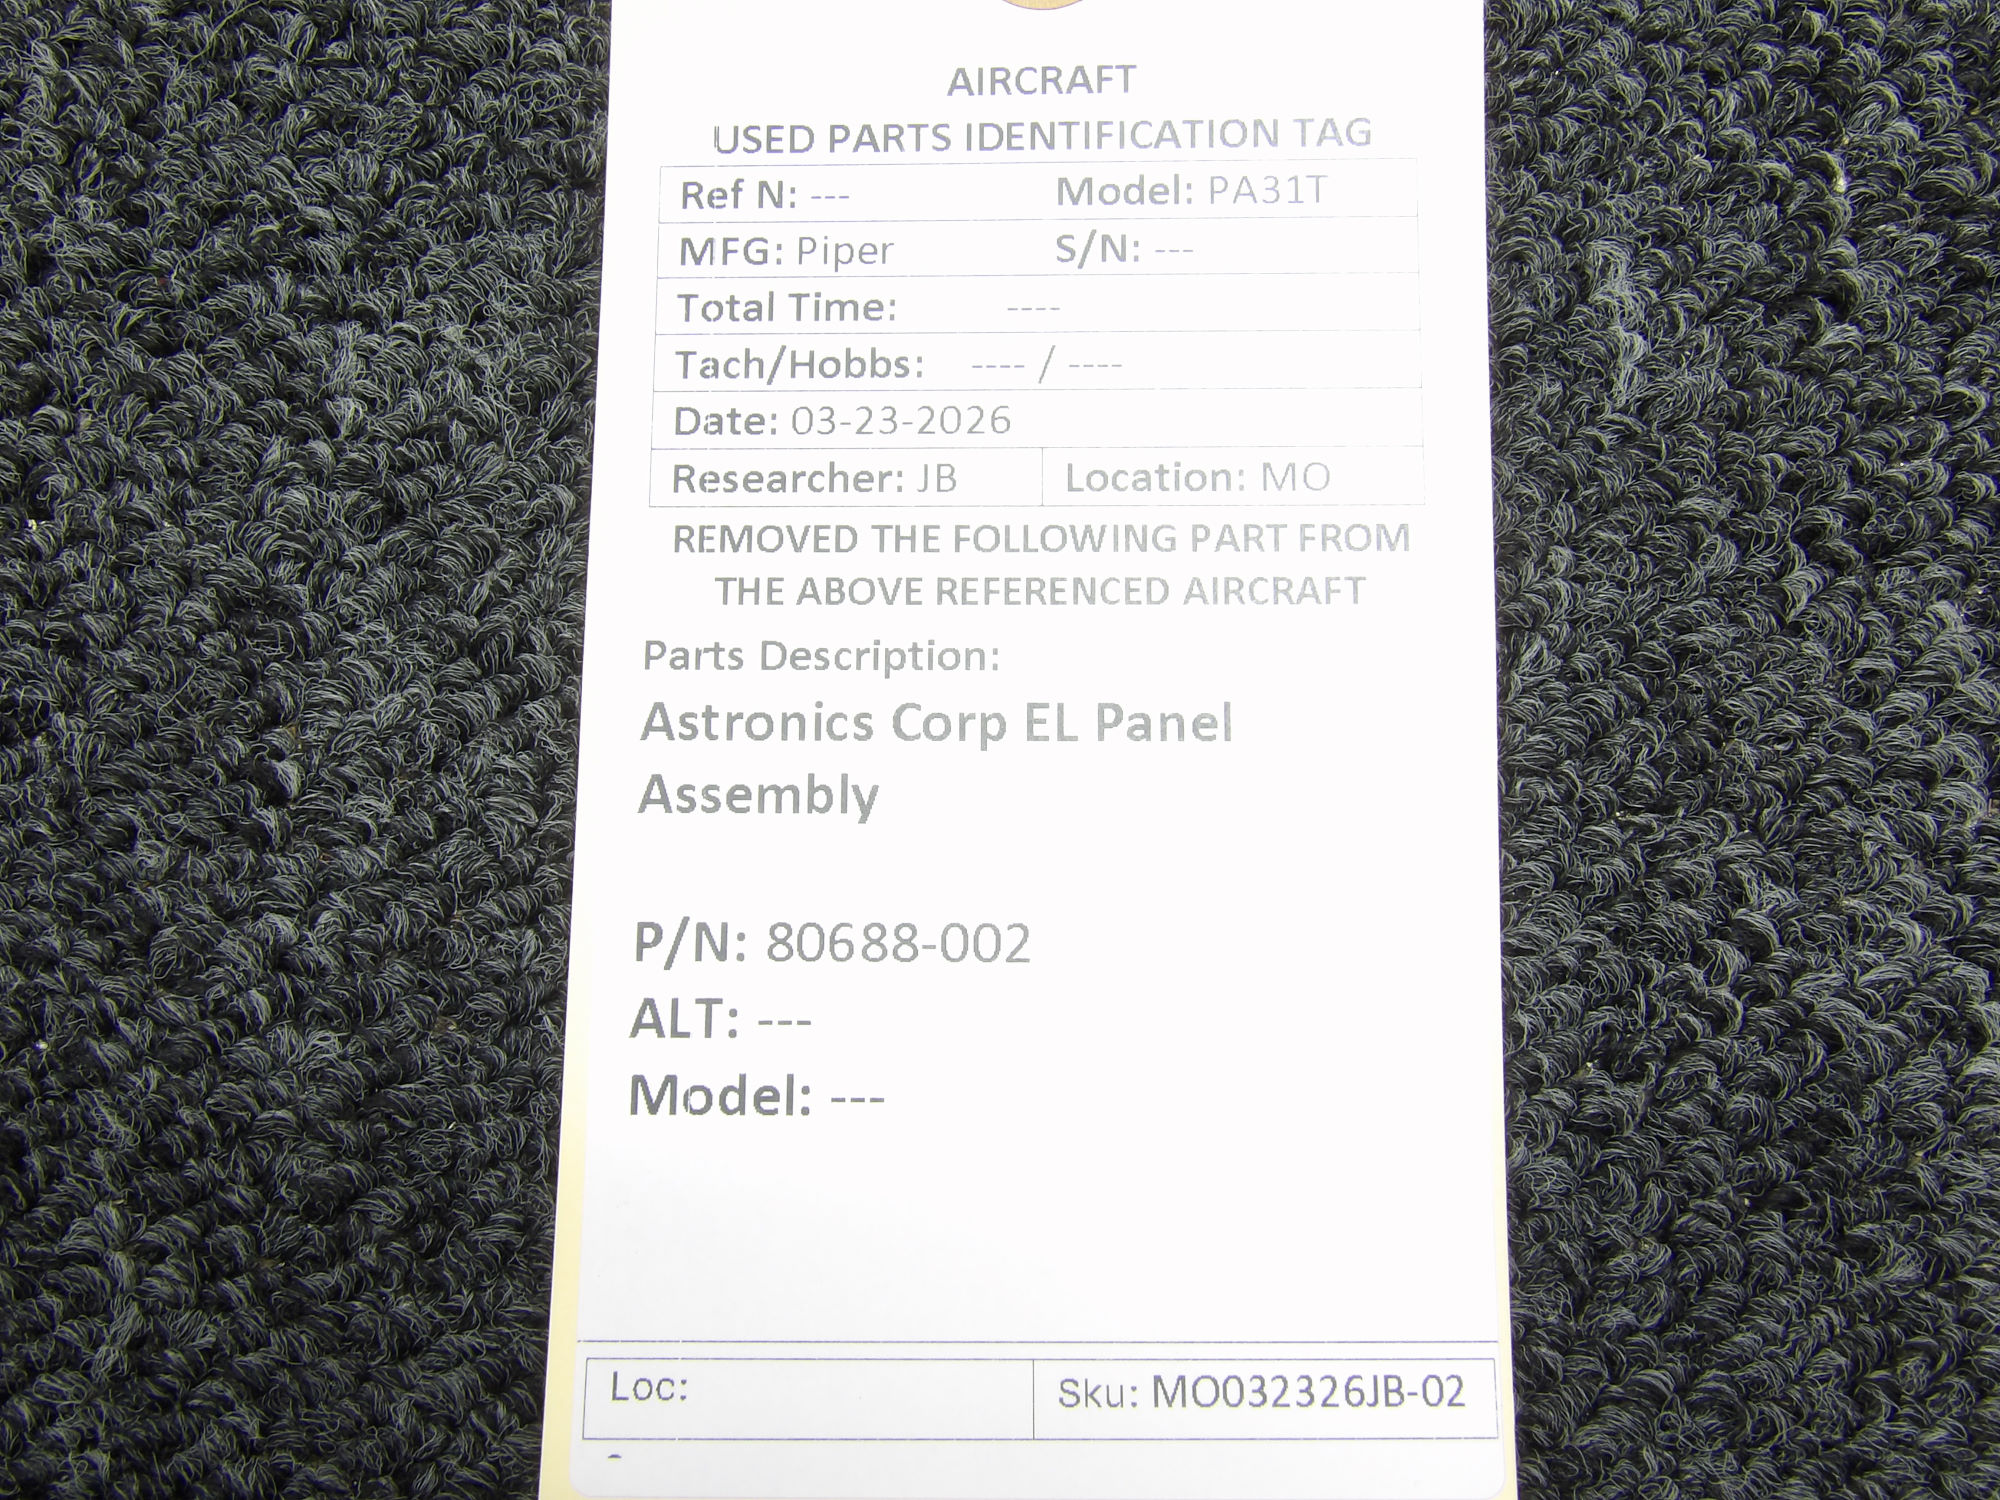 AIRCRAFT
USED PARTS IDENTIFICATION TAG
Ref N: --- Model: PA31T
MFG: Piper S/N: ---
Total Time: ----
Tach/Hobbs: ---- / ----
Date: 03-23-2026
Researcher: JB Location: MO
REMOVED THE FOLLOWING PART FROM
THE ABOVE REFERENCED AIRCRAFT
Parts Description:
Astronics Corp EL Panel
Assembly
P/N: 80688-002
ALT: ---
Model: ---
Loc: Sku: MO032326JB-02